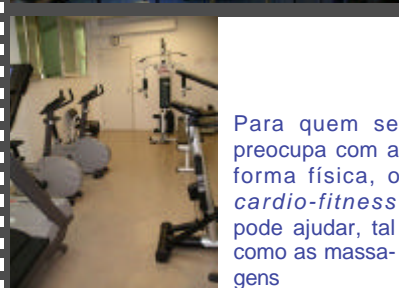 Para quem se
preocupa com a
forma física, o
cardio-fitness
pode ajudar, tal
como as massa-
gens